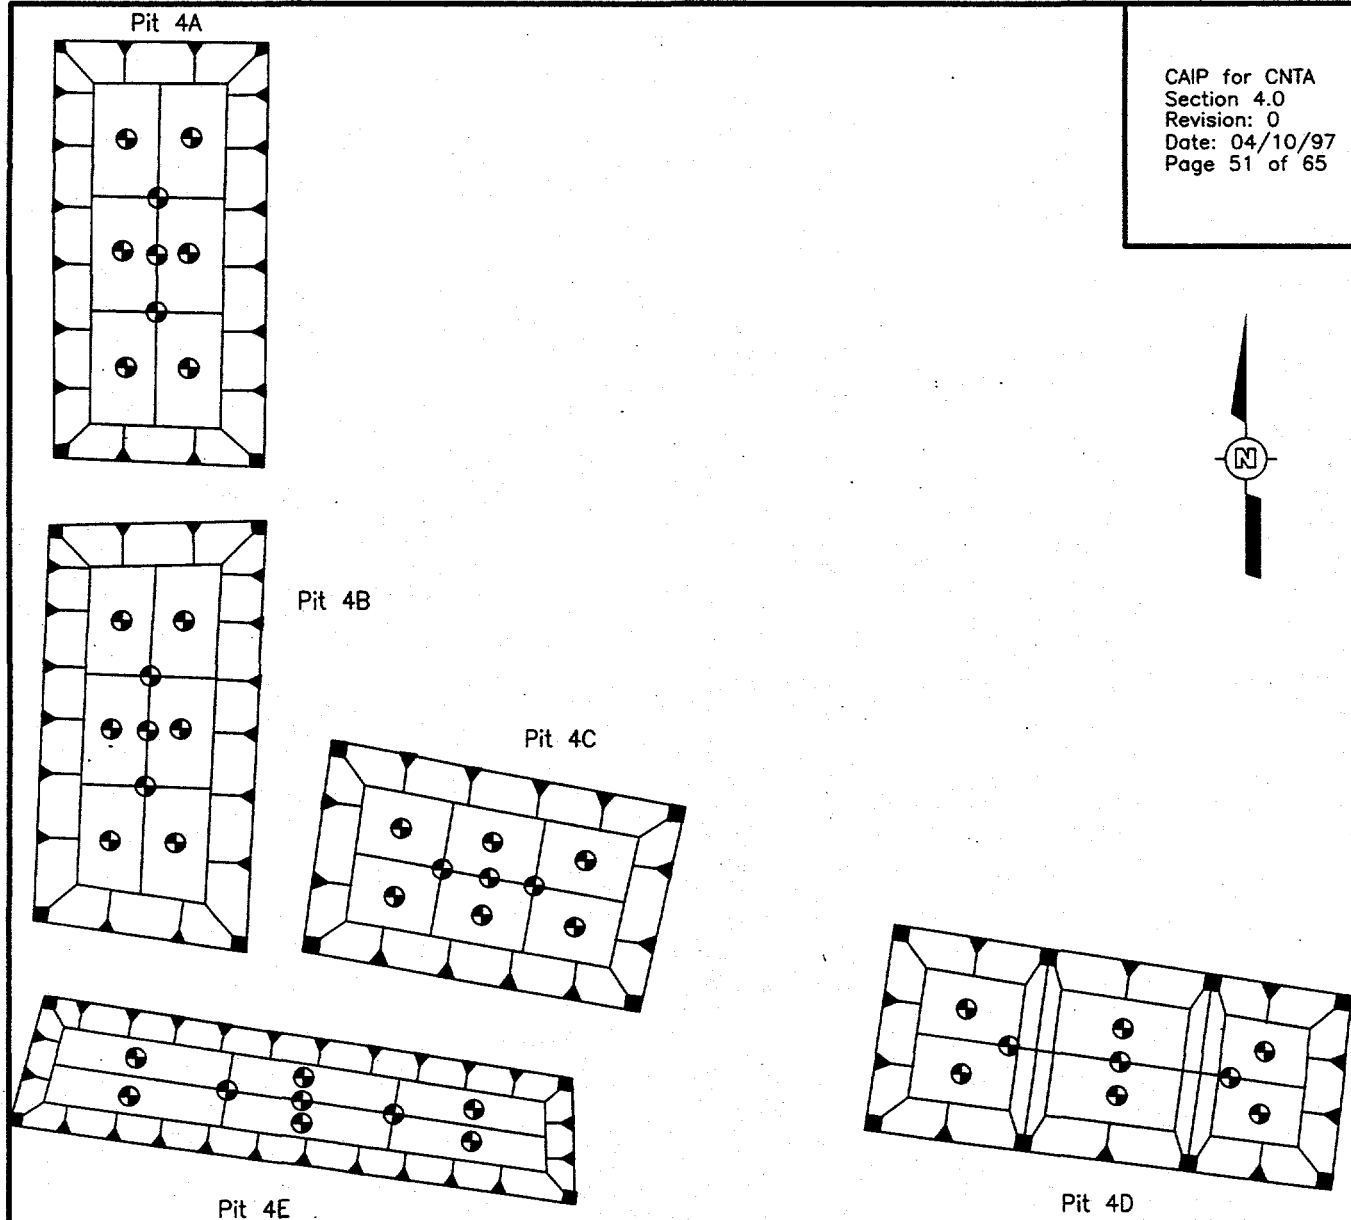 Pit 4A
CAIP for CNTA
Section 4.0
Revision: 0
Date: 04/10/97
Page 51 of 65
N
Pit 4B
Pit 4C
Pit 4E
Pit 4D